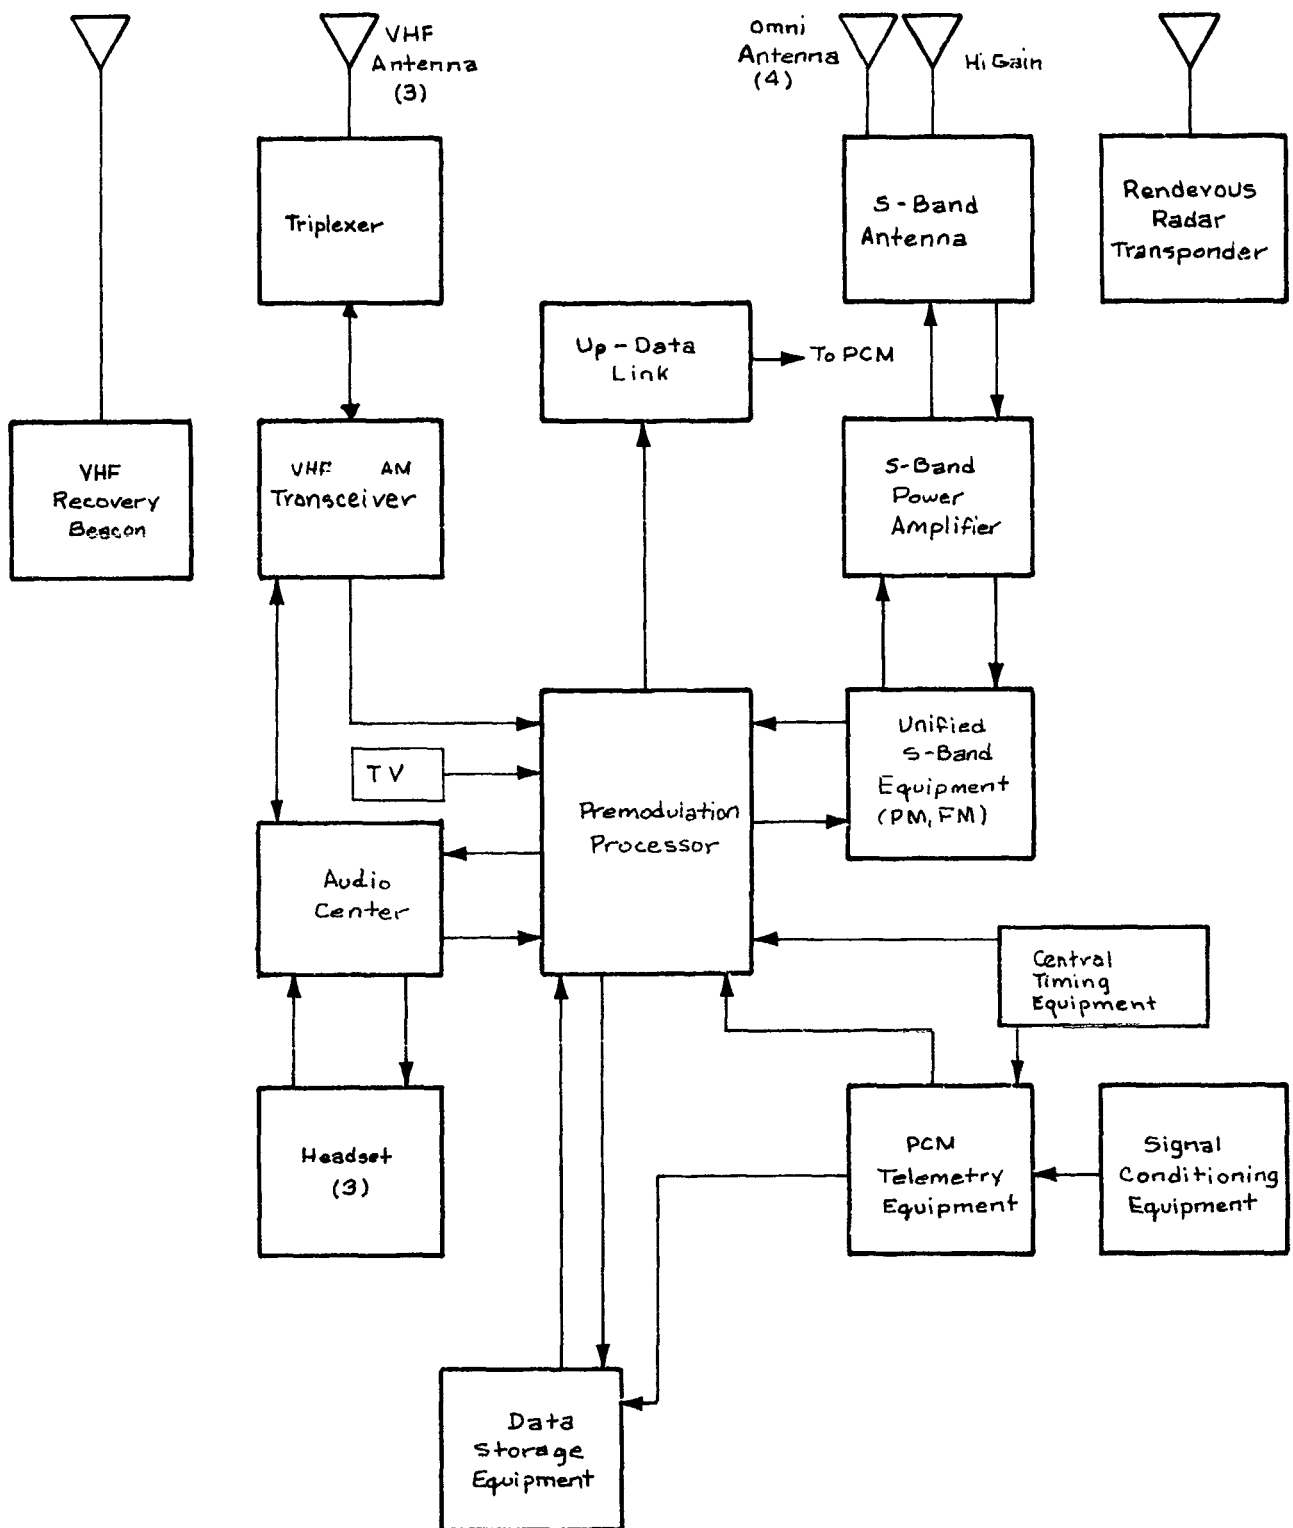 VHF
Antenna
(3)
Omni
Antenna
(4)
Hi Gain
Triplexer
S-Band
Antenna
Rendevous
Radar
Transponder
Up-Data
Link
To PCM
VHF
Recovery
Beacon
VHF AM
Transceiver
S-Band
Power
Amplifier
TV
Premodulation
Processor
Unified
S-Band
Equipment
(PM, FM)
Audio
Center
Central
Timing
Equipment
Headset
(3)
PCM
Telemetry
Equipment
Signal
Conditioning
Equipment
Data
Storage
Equipment